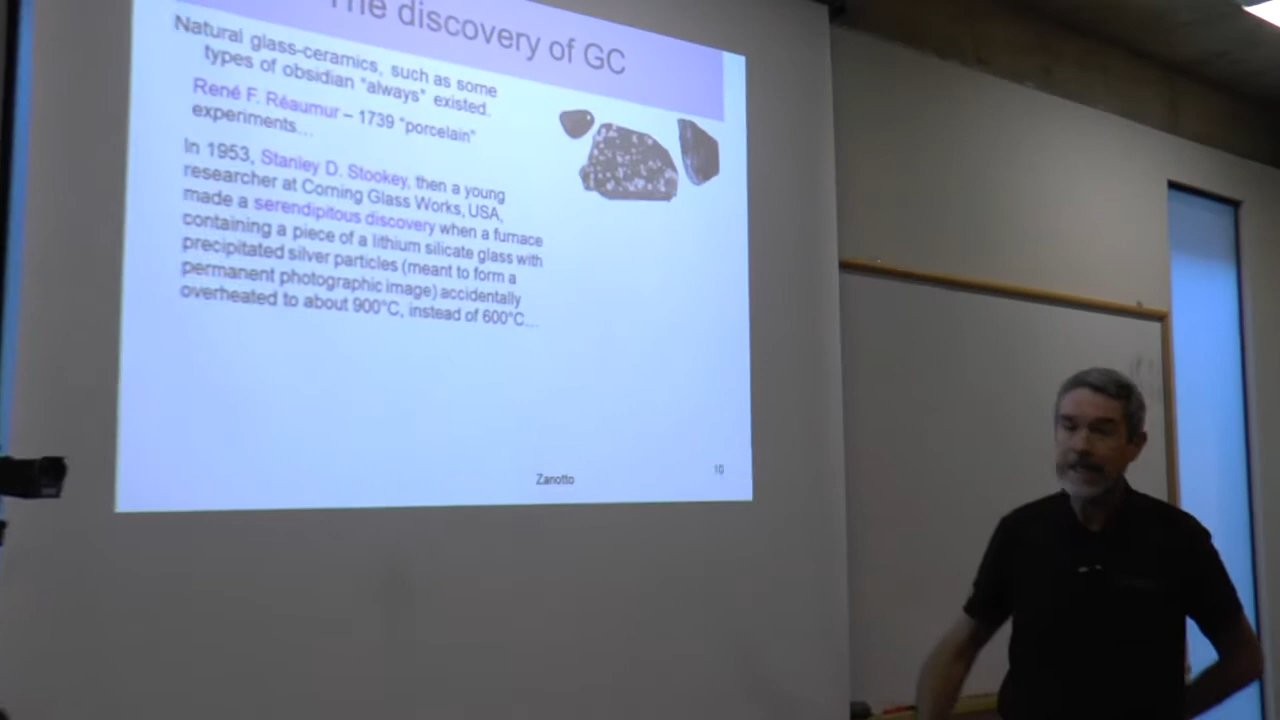 The discovery of GC
Natural glass-ceramics, such as some
types of obsidian "always" existed.
René F. Réaumur – 1739 "porcelain"
experiments...
In 1953, Stanley D. Stookey, then a young
researcher at Corning Glass Works, USA,
made a serendipitous discovery when a furnace
containing a piece of a lithium silicate glass with
precipitated silver particles (meant to form a
permanent photographic image) accidentally
overheated to about 900°C, instead of 600°C...
Zanotto
10